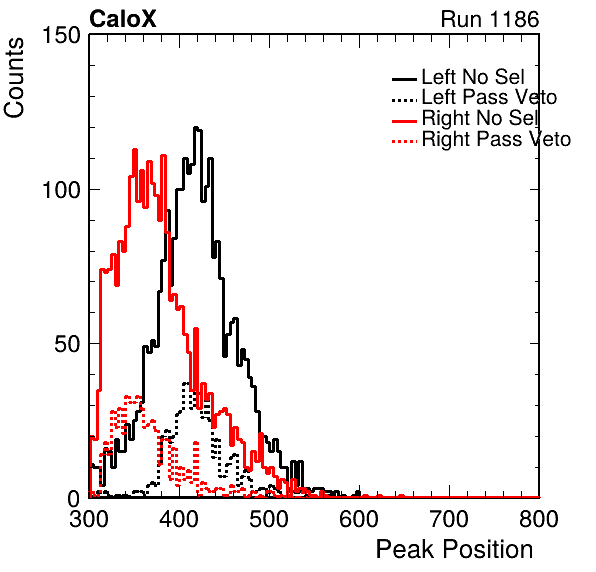 CaloX Run 1186
Counts
150
100
50
0
Left No Sel
Left Pass Veto
Right No Sel
Right Pass Veto
300 400 500 600 700 800
Peak Position